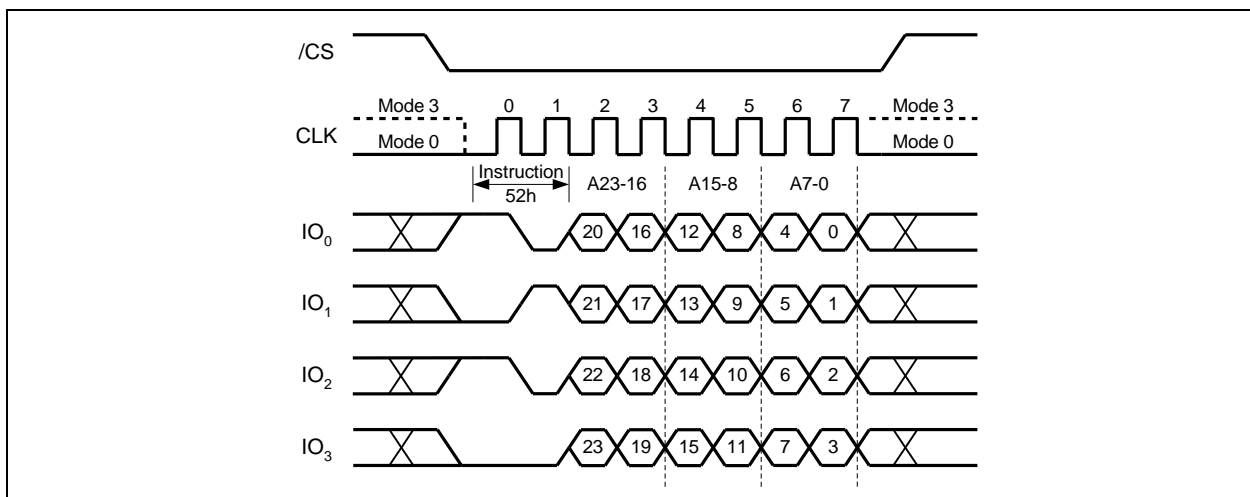 /CS
Mode 3 0 1 2 3 4 5 6 7 Mode 3
CLK
Mode 0 Mode 0
Instruction
52h
A23-16 A15-8 A7-0
IO0 20 16 12 8 4 0
IO1 21 17 13 9 5 1
IO2 22 18 14 10 6 2
IO3 23 19 15 11 7 3